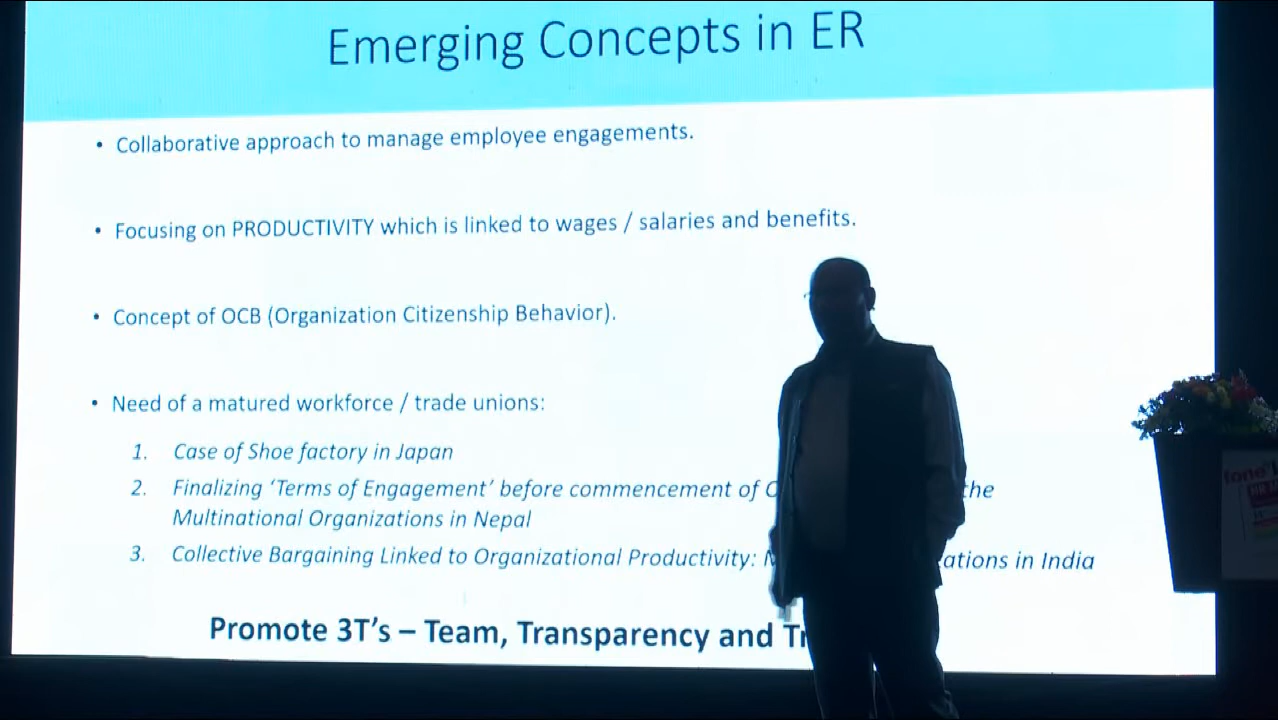 Emerging Concepts in ER
• Collaborative approach to manage employee engagements.
• Focusing on PRODUCTIVITY which is linked to wages / salaries and benefits.
• Concept of OCB (Organization Citizenship Behavior).
• Need of a matured workforce / trade unions:
1. Case of Shoe factory in Japan
2. Finalizing ‘Terms of Engagement’ before commencement of the
Multinational Organizations in Nepal
3. Collective Bargaining Linked to Organizational Productivity: in India
Promote 3T’s – Team, Transparency and